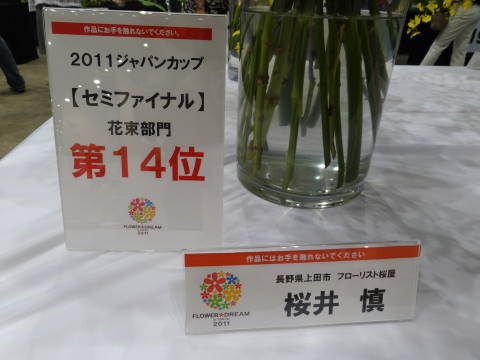 作品にお手を触れないでください。
2011ジャパンカップ
【セミファイナル】
花束部門
第14位
FLOWER★DREAM
2011
作品にはお手を触れないでください
長野県上田市 フローリスト桜屋
桜井 慎
FLOWER★DREAM
2011